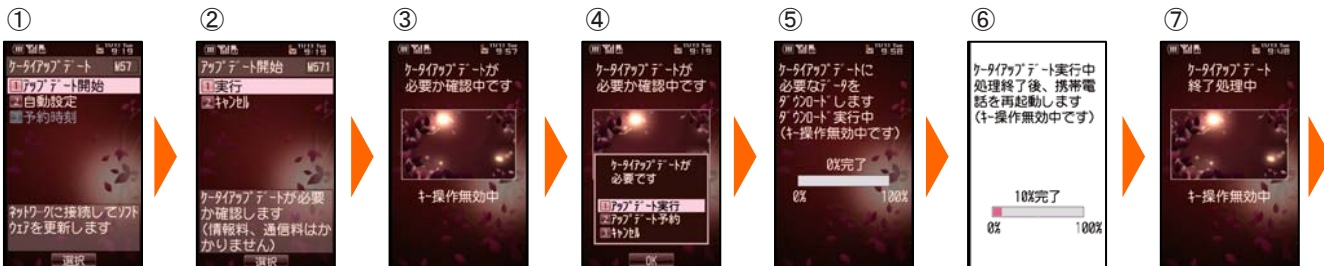 ①
ケータイアップデート M57
1アップデート開始
2自動設定
予約時刻
ネットワークに接続してソフト
ウェアを更新します
選択
②
9:19
アップデート開始 M571
1実行
2キャンセル
ケータイアップデートが必要
か確認します
(情報料、通信料はか
かりません)
選択
③
9:57
ケータイアップデートが
必要か確認中です
キー操作無効中
④
9:19
ケータイアップデートが
必要か確認中です
ケータイアップデートが
必要です
1アップデート実行
2アップデート予約
3キャンセル
OK
⑤
9:58
ケータイアップデートに
必要なデータを
ダウンロードします
ダウンロード実行中
(キー操作無効中です)
0%完了
0% 100%
⑥
ケータイアップデート実行中
処理終了後、携帯電
話を再起動します
(キー操作無効中です)
10%完了
0% 100%
⑦
ケータイアップデート
終了処理中
キー操作無効中